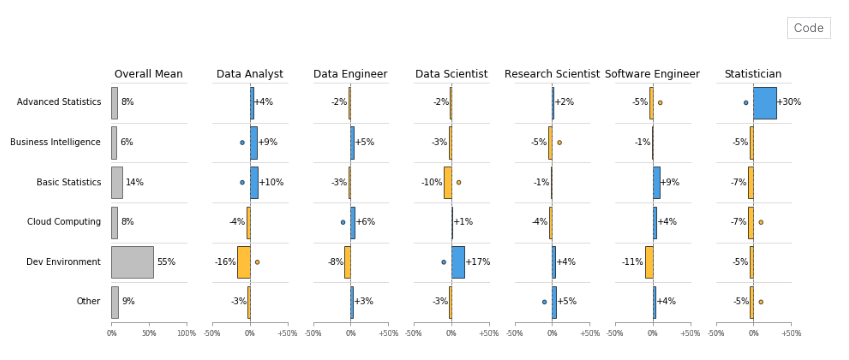 Code
Overall Mean Data Analyst Data Engineer Data Scientist Research Scientist Software Engineer Statistician
Advanced Statistics 8% +4% -2% -2% +2% -5% +30%
Business Intelligence 6% +9% +5% -3% -5% -1% -5%
Basic Statistics 14% +10% -3% -10% -1% +9% -7%
Cloud Computing 8% -4% +6% +1% -4% +4% -7%
Dev Environment 55% -16% -8% +17% +4% -11% -5%
Other 9% -3% +3% -3% +5% +4% -5%
0% 50% 100% -50% 0% +50% -50% 0% +50% -50% 0% +50% -50% 0% +50% -50% 0% +50% -50% 0% +50%